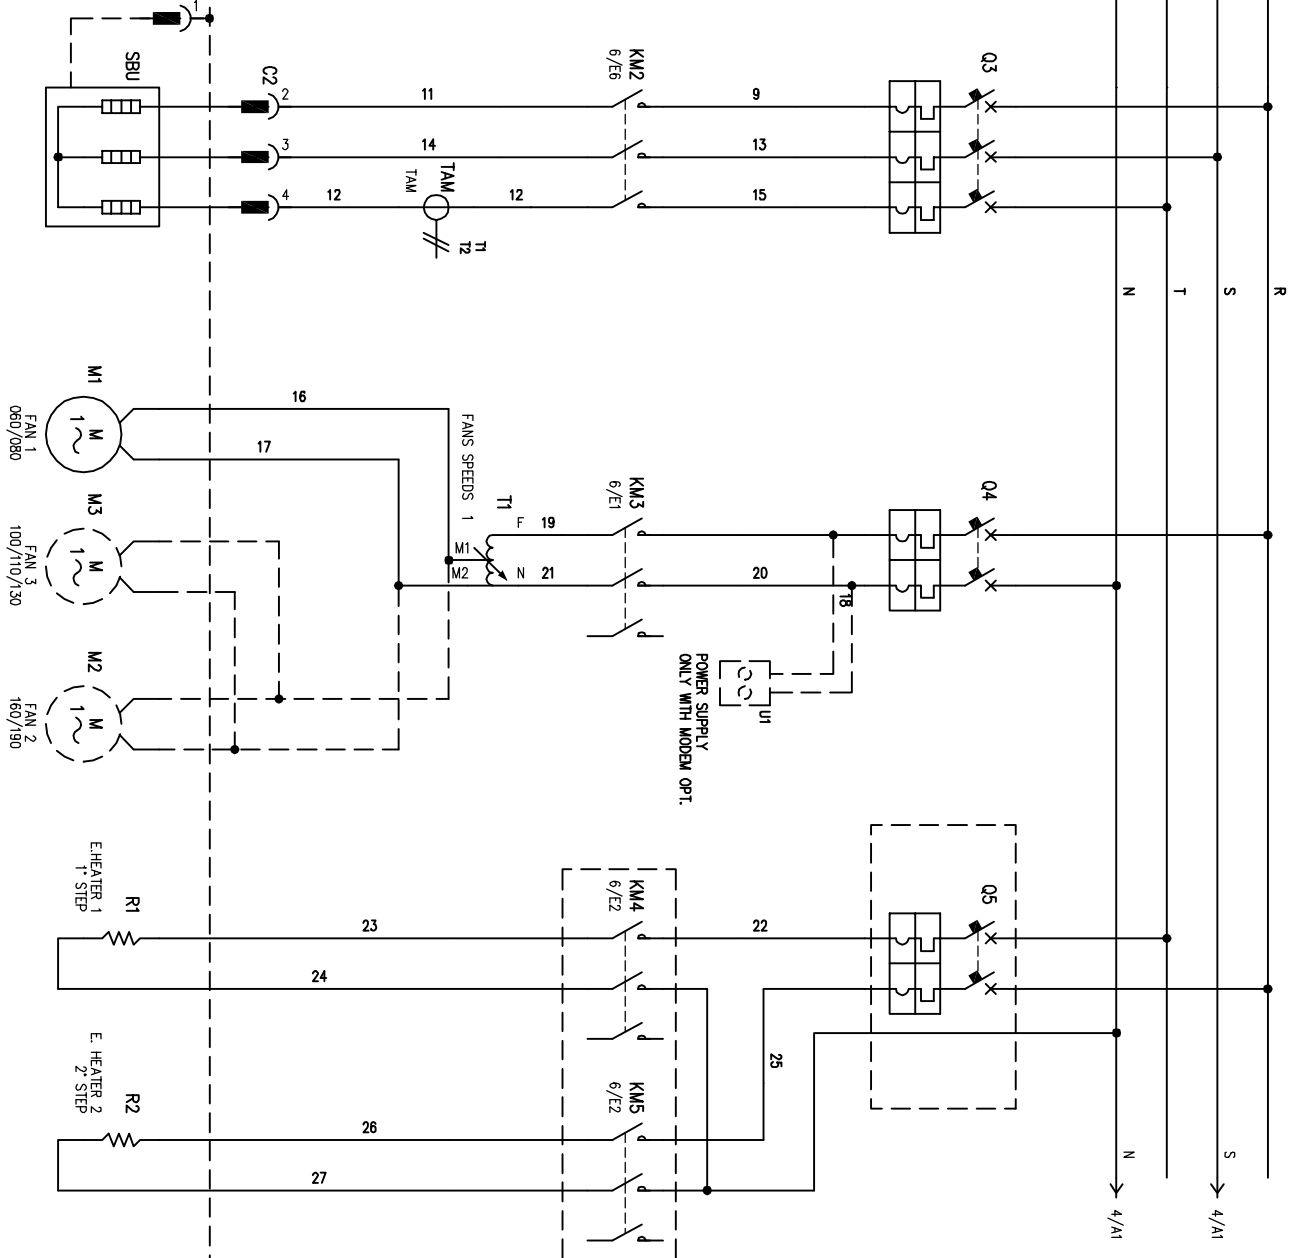 1
SBU
C2
2
11
KM2
6/E6
9
Q3
3
14
13
4
12
TAM
TAM
12
15
T1
T2
N
T
S
R
M1
M
1~
FAN 1
060/080
16
17
FANS SPEEDS 1
T1
F
19
KM3
6/E1
Q4
M1
M2
N
21
20
18
M3
M
1~
FAN 3
100/110/130
M2
M
1~
FAN 2
160/190
U1
POWER SUPPLY
ONLY WITH MODEM OPT.
E.HEATER 1
1° STEP
R1
23
KM4
6/E2
22
Q5
24
25
E. HEATER 2
2° STEP
R2
26
KM5
6/E2
27
N
4/A1
S
4/A1